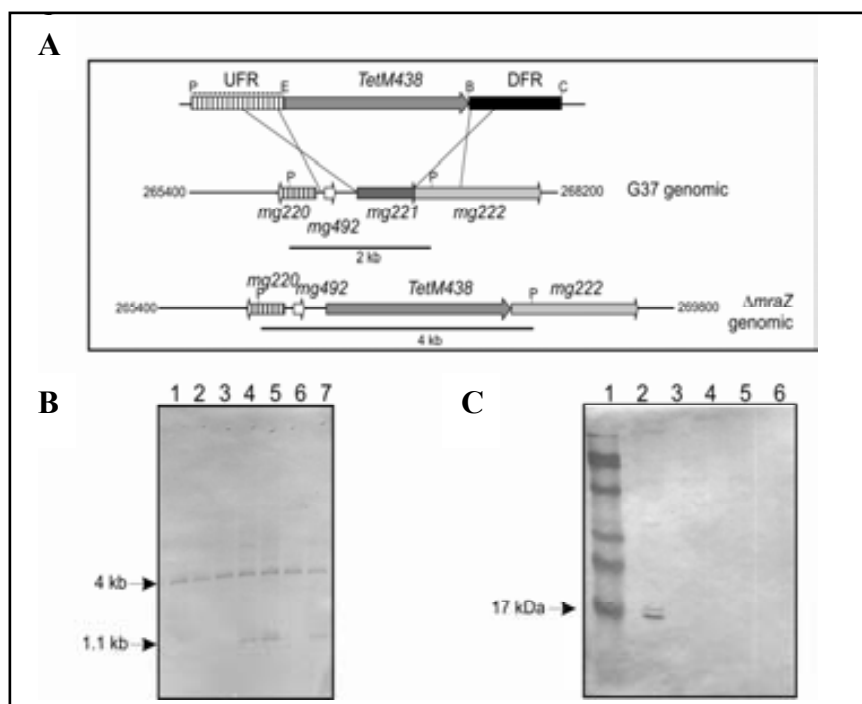 A
P UFR E TetM438 B DFR C
265400 P P 268200 G37 genomic
mg220 mg221 mg222
mg492
2 kb
mg220
265400 P mg492 TetM438 P mg222 269800 ΔmraZ
genomic
4 kb
B
1 2 3 4 5 6 7
4 kb
1.1 kb
C
1 2 3 4 5 6
17 kDa